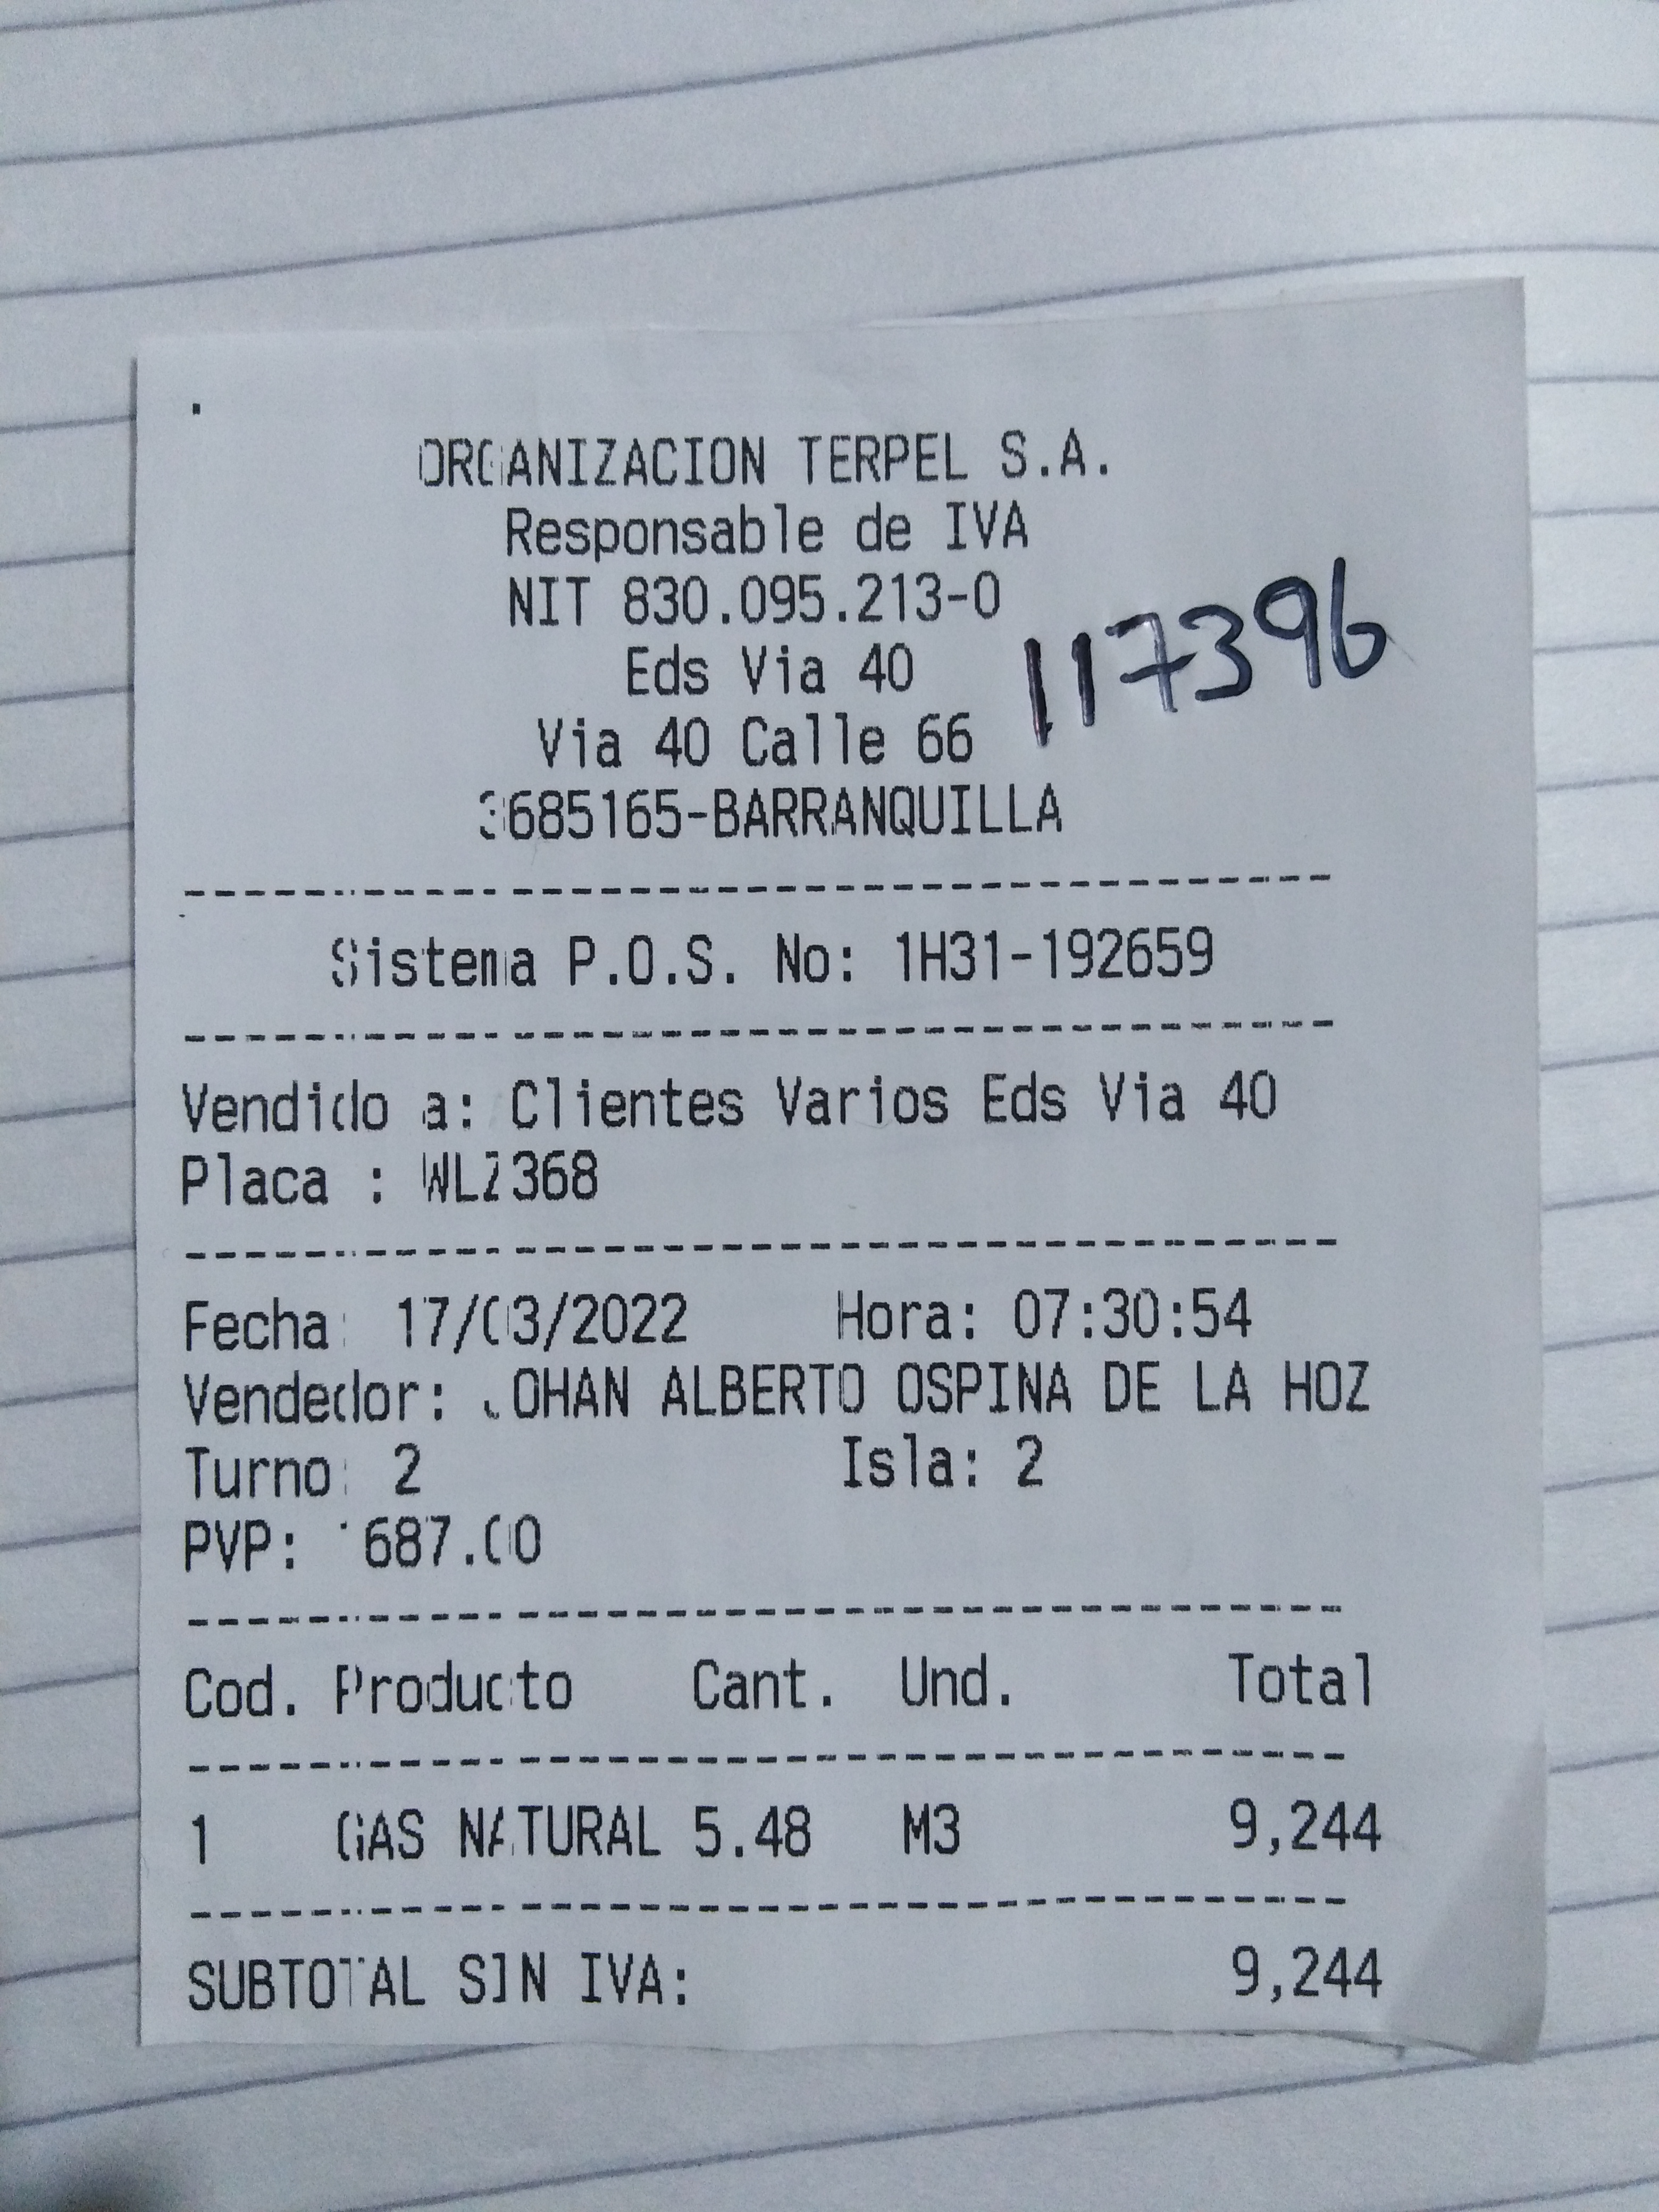 ORGANIZACION TERPEL S.A.
Responsable de IVA
NIT 830.095.213-0
Eds Via 40
117396
Via 40 Calle 66
3685165-BARRANQUILLA
Sistema P.O.S. No: 1H31-192659
Vendido a: Clientes Varios Eds Via 40
Placa : WLZ368
Fecha: 17/03/2022 Hora: 07:30:54
Vendedor: JOHAN ALBERTO OSPINA DE LA HOZ
Turno: 2 Isla: 2
PVP: 1687.00
Cod. Producto Cant. Und. Total
1 GAS NATURAL 5.48 M3 9,244
SUBTOTAL SIN IVA: 9,244